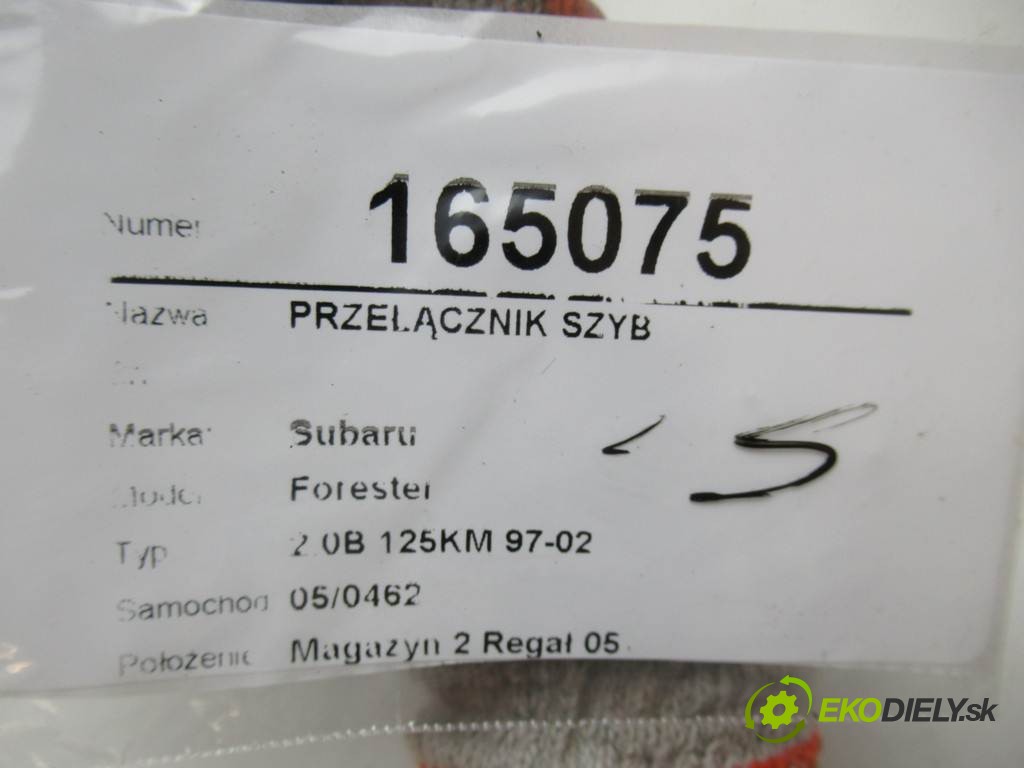 Numer 165075
Nazwa PRZEŁĄCZNIK SZYB
Marka: Subaru
Model Forester
Typ 2.0B 125KM 97-02
Samochod 05/0462
Położenie Magazyn 2 Regał 05
EKODIELY.sk